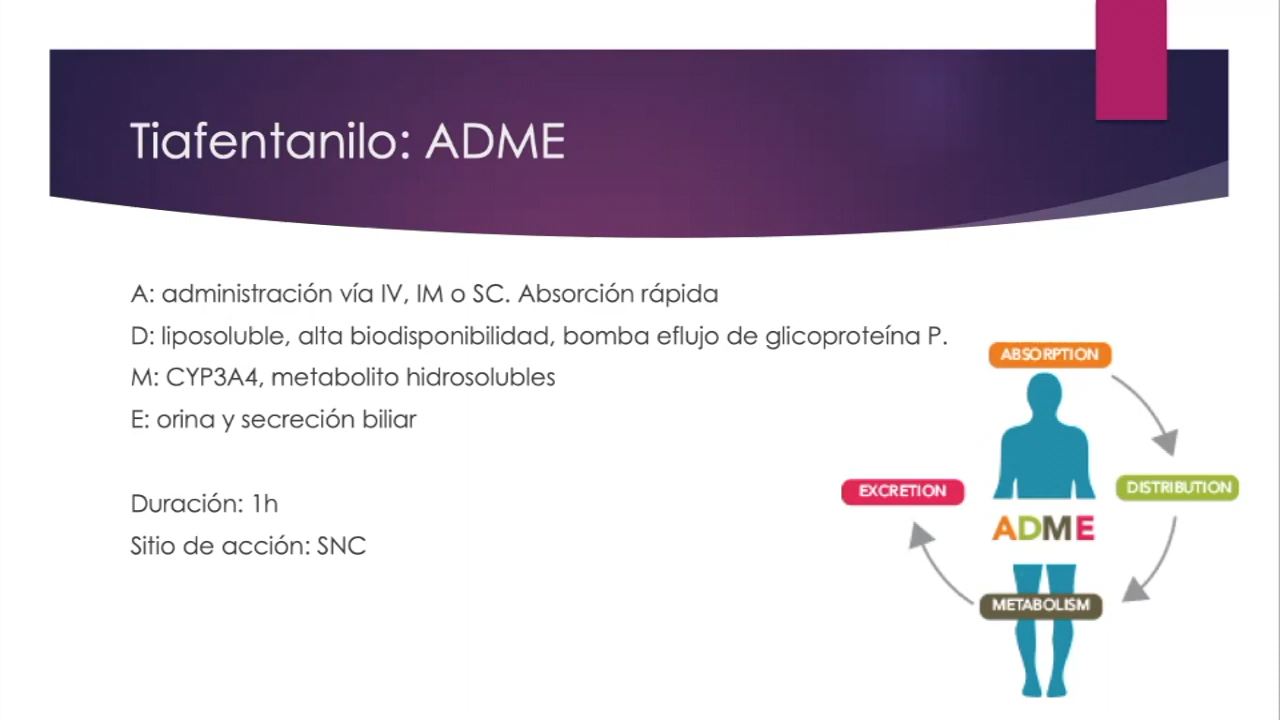 Tiafentanilo: ADME
A: administración vía IV, IM o SC. Absorción rápida
D: liposoluble, alta biodisponibilidad, bomba eflujo de glicoproteína P.
M: CYP3A4, metabolito hidrosolubles
E: orina y secreción biliar
Duración: 1h
Sitio de acción: SNC
ABSORPTION
EXCRETION
DISTRIBUTION
ADME
METABOLISM